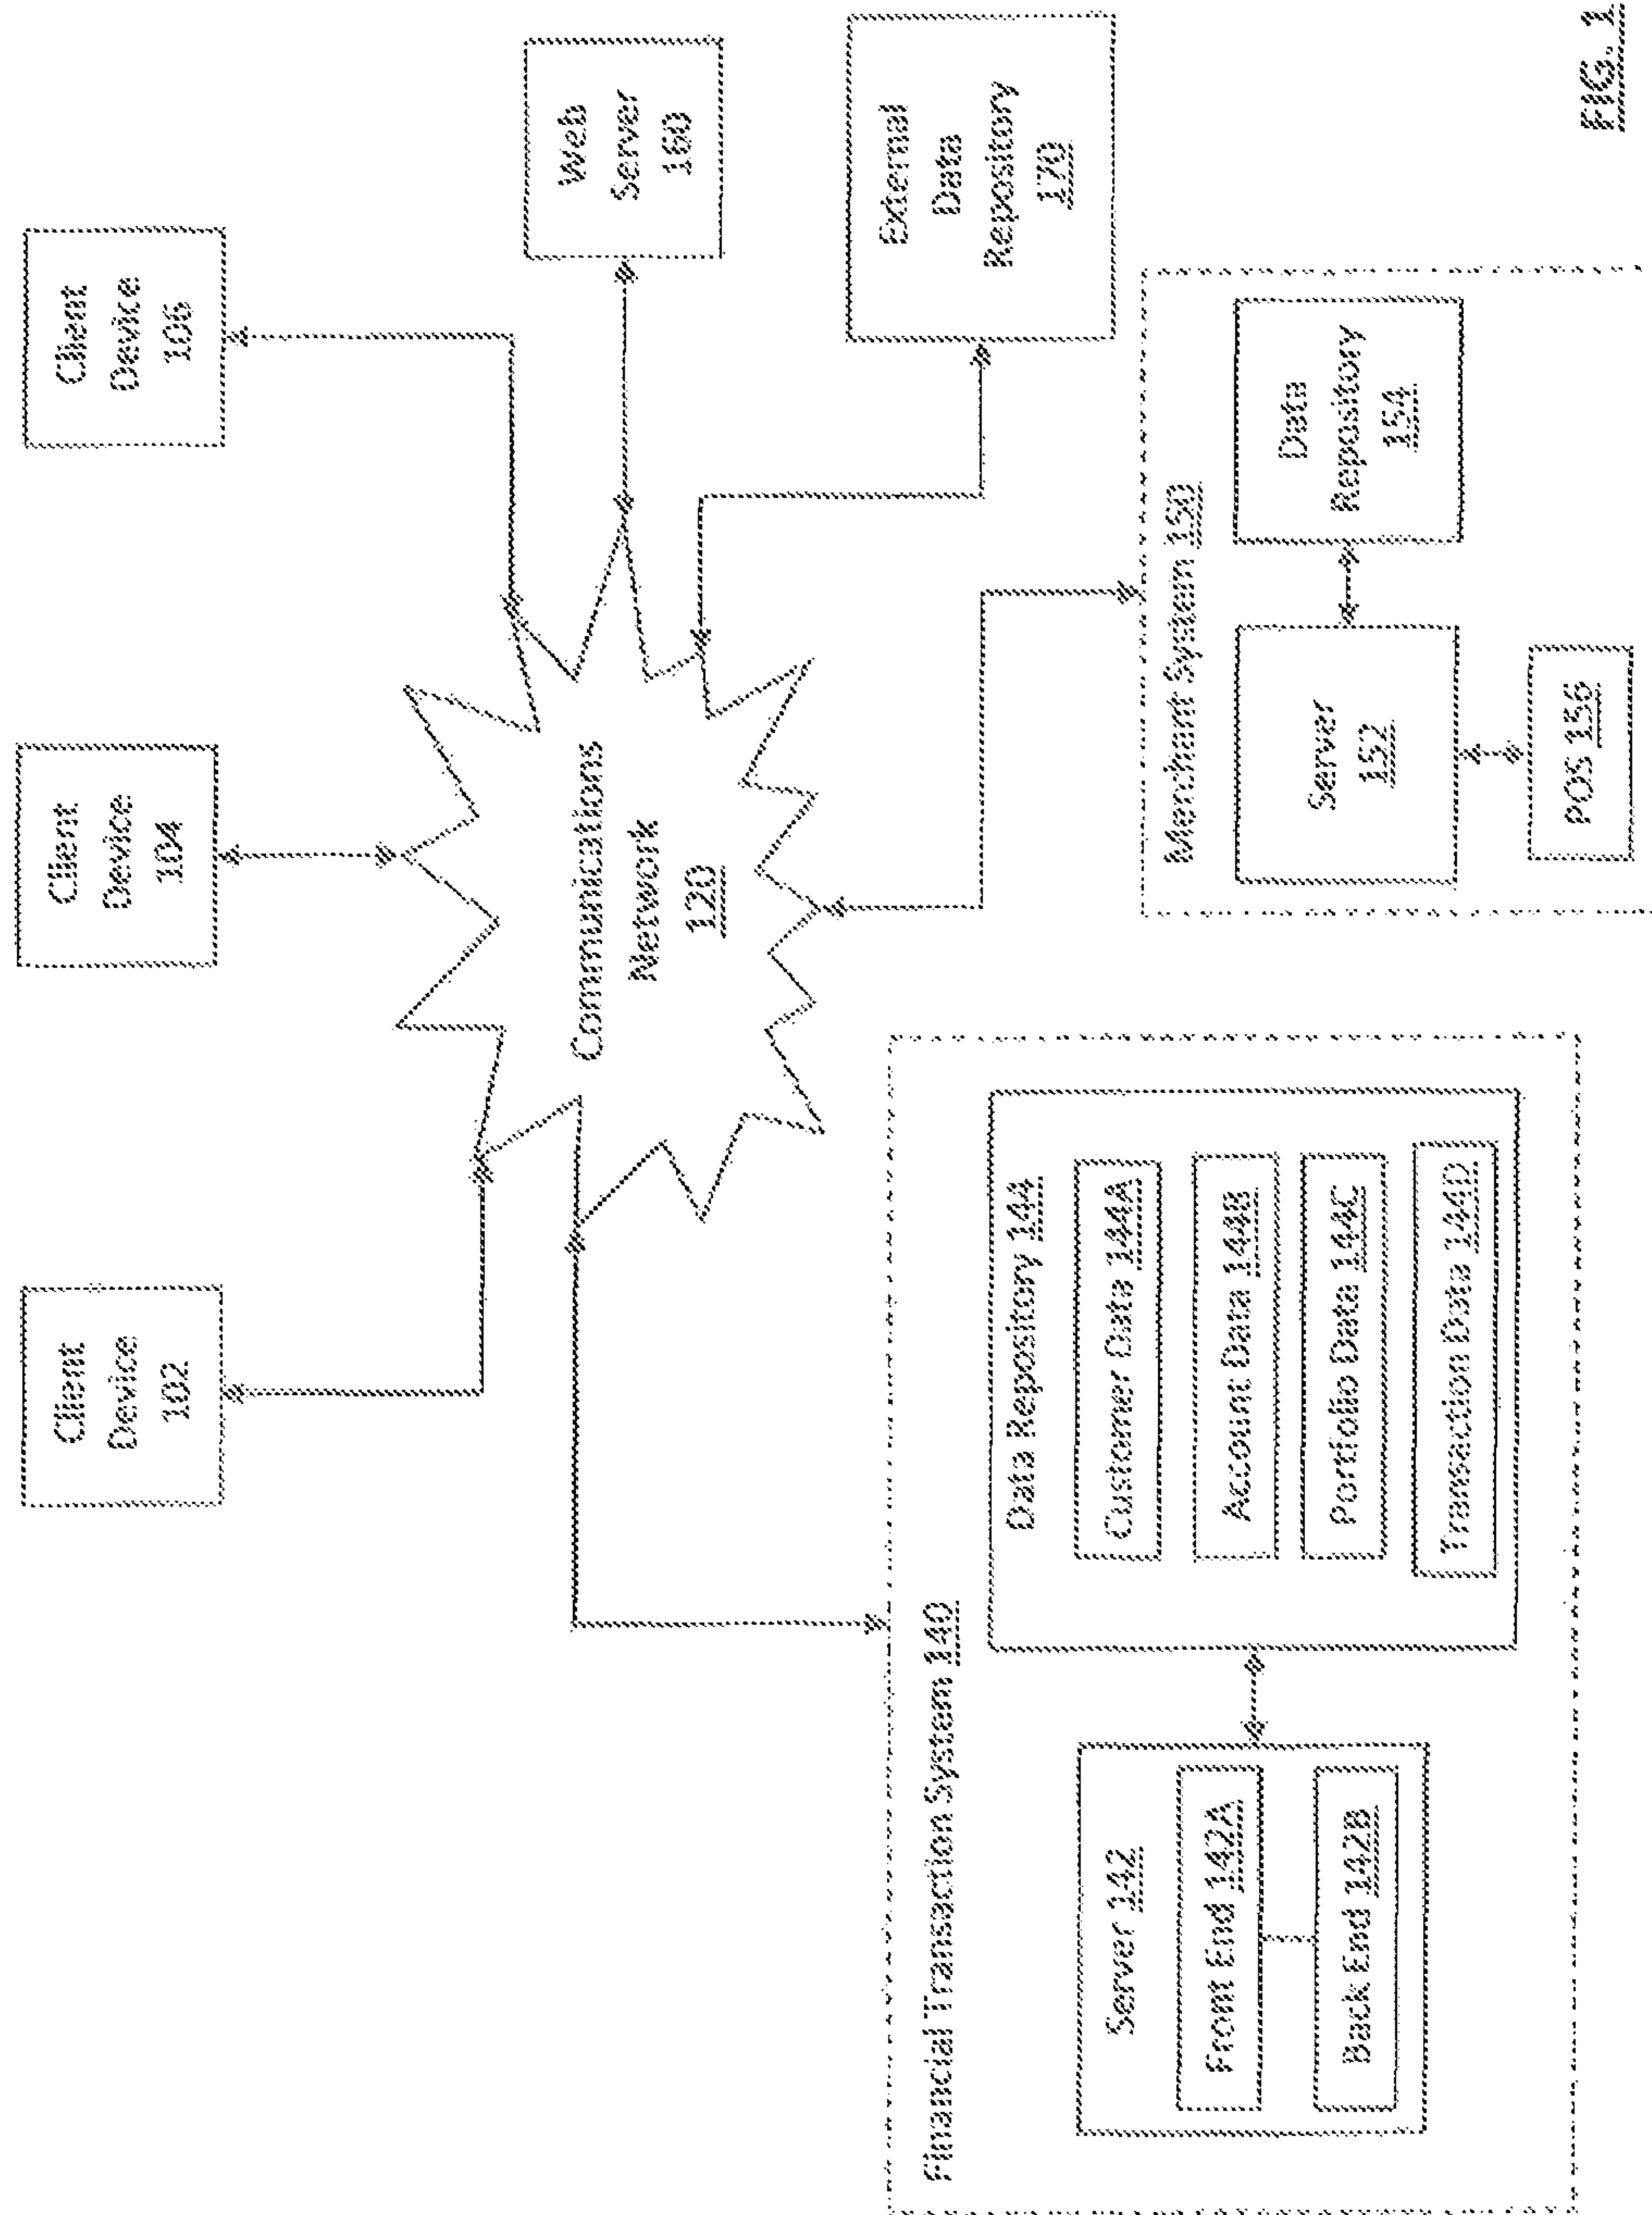 Client
Device
102
Client
Device
104
Client
Device
106
Communications
Network
120
Web
Server
160
External
Data
Repository
170
Financial Transaction System 140
Server 142
Front End 142A
Back End 142B
Data Repository 144
Customer Data 144A
Account Data 144B
Portfolio Data 144C
Transaction Data 144D
Merchant System 150
Server
152
Data
Repository
154
POS 156
FIG. 1